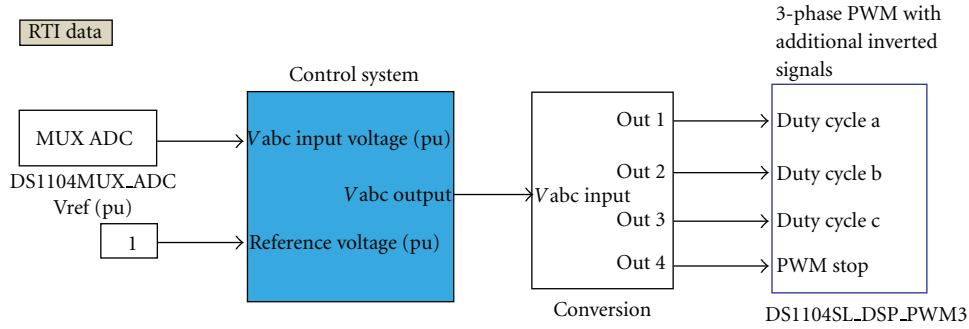 RTI data
3-phase PWM with
additional inverted
signals
Control system
MUX ADC
DS1104MUX_ADC
Vref (pu)
1
Vabc input voltage (pu)
Vabc output
Reference voltage (pu)
Vabc input
Out 1
Out 2
Out 3
Out 4
Conversion
Duty cycle a
Duty cycle b
Duty cycle c
PWM stop
DS1104SL_DSP_PWM3